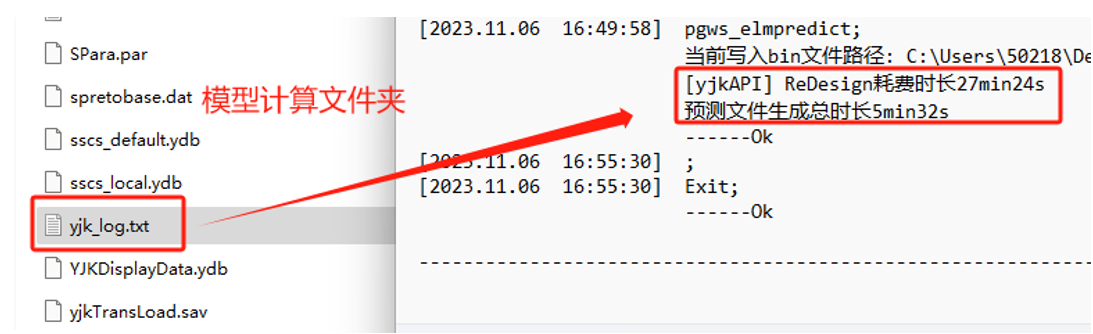 SPara.par
spretobase.dat
模型计算文件夹
sscs_default.ydb
sscs_local.ydb
yjk_log.txt
YJKDisplayData.ydb
yjkTransLoad.sav
[2023.11.06 16:49:58] pgws_elmpredict;
当前写入bin文件路径: C:\Users\50218\De
[yjkAPI] ReDesign耗费时长27min24s
预测文件生成总时长5min32s
------Ok
[2023.11.06 16:55:30] ;
[2023.11.06 16:55:30] Exit;
------Ok